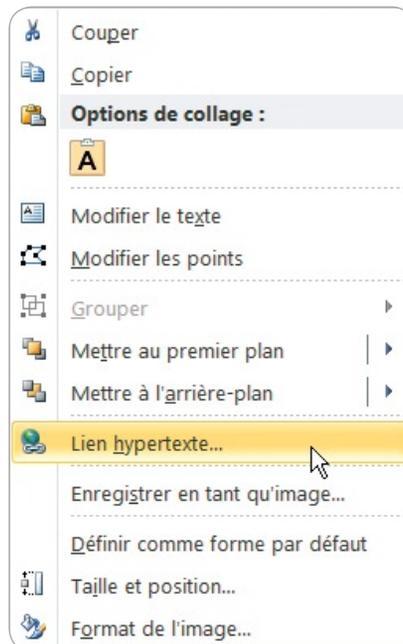 Couper
Copier
Options de collage :
A
Modifier le texte
Modifier les points
Grouper
Mettre au premier plan
Mettre à l'arrière-plan
Lien hypertexte...
Enregistrer en tant qu'image...
Définir comme forme par défaut
Taille et position...
Format de l'image...